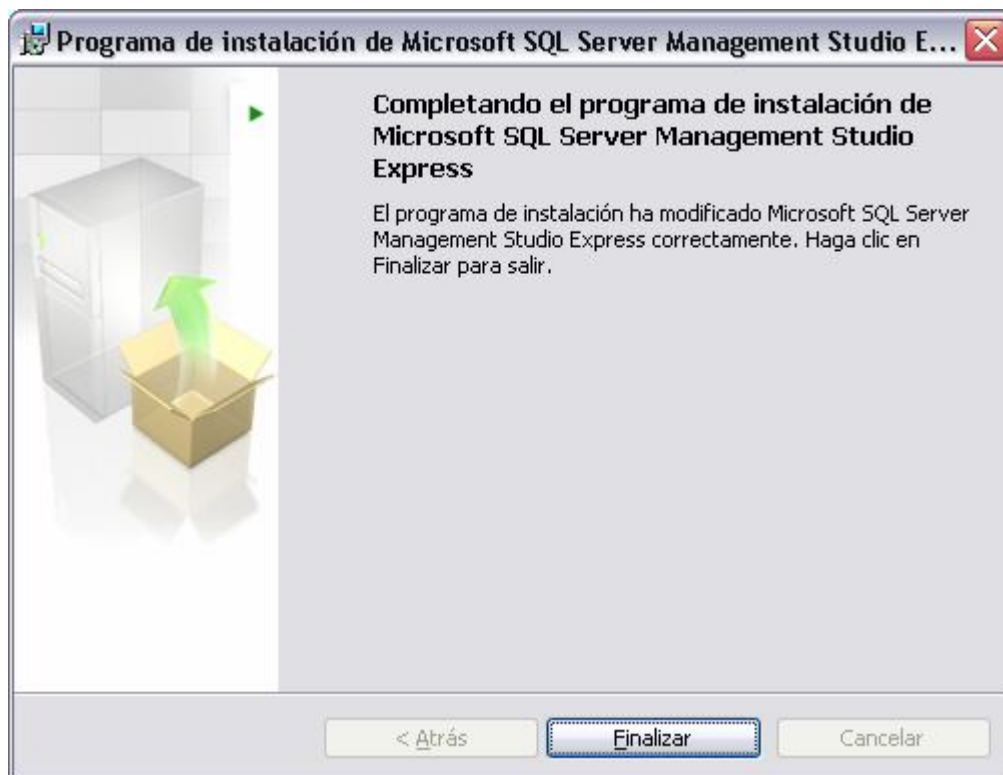 Programa de instalación de Microsoft SQL Server Management Studio E...
Completando el programa de instalación de
Microsoft SQL Server Management Studio
Express
El programa de instalación ha modificado Microsoft SQL Server
Management Studio Express correctamente. Haga clic en
Finalizar para salir.
< Atrás
Finalizar
Cancelar